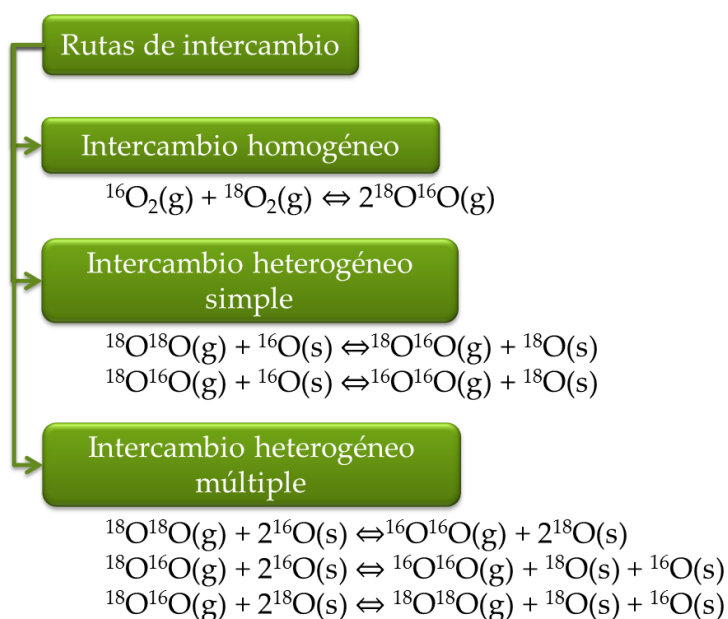 Rutas de intercambio
Intercambio homogéneo
¹⁶O₂(g) + ¹⁸O₂(g) ⇔ 2¹⁸O¹⁶O(g)
Intercambio heterogéneo
simple
¹⁸O¹⁸O(g) + ¹⁶O(s) ⇔¹⁸O¹⁶O(g) + ¹⁸O(s)
¹⁸O¹⁶O(g) + ¹⁶O(s) ⇔¹⁶O¹⁶O(g) + ¹⁸O(s)
Intercambio heterogéneo
múltiple
¹⁸O¹⁸O(g) + 2¹⁶O(s) ⇔¹⁶O¹⁶O(g) + 2¹⁸O(s)
¹⁸O¹⁶O(g) + 2¹⁶O(s) ⇔ ¹⁶O¹⁶O(g) + ¹⁸O(s) + ¹⁶O(s)
¹⁸O¹⁶O(g) + 2¹⁸O(s) ⇔ ¹⁸O¹⁸O(g) + ¹⁸O(s) + ¹⁶O(s)